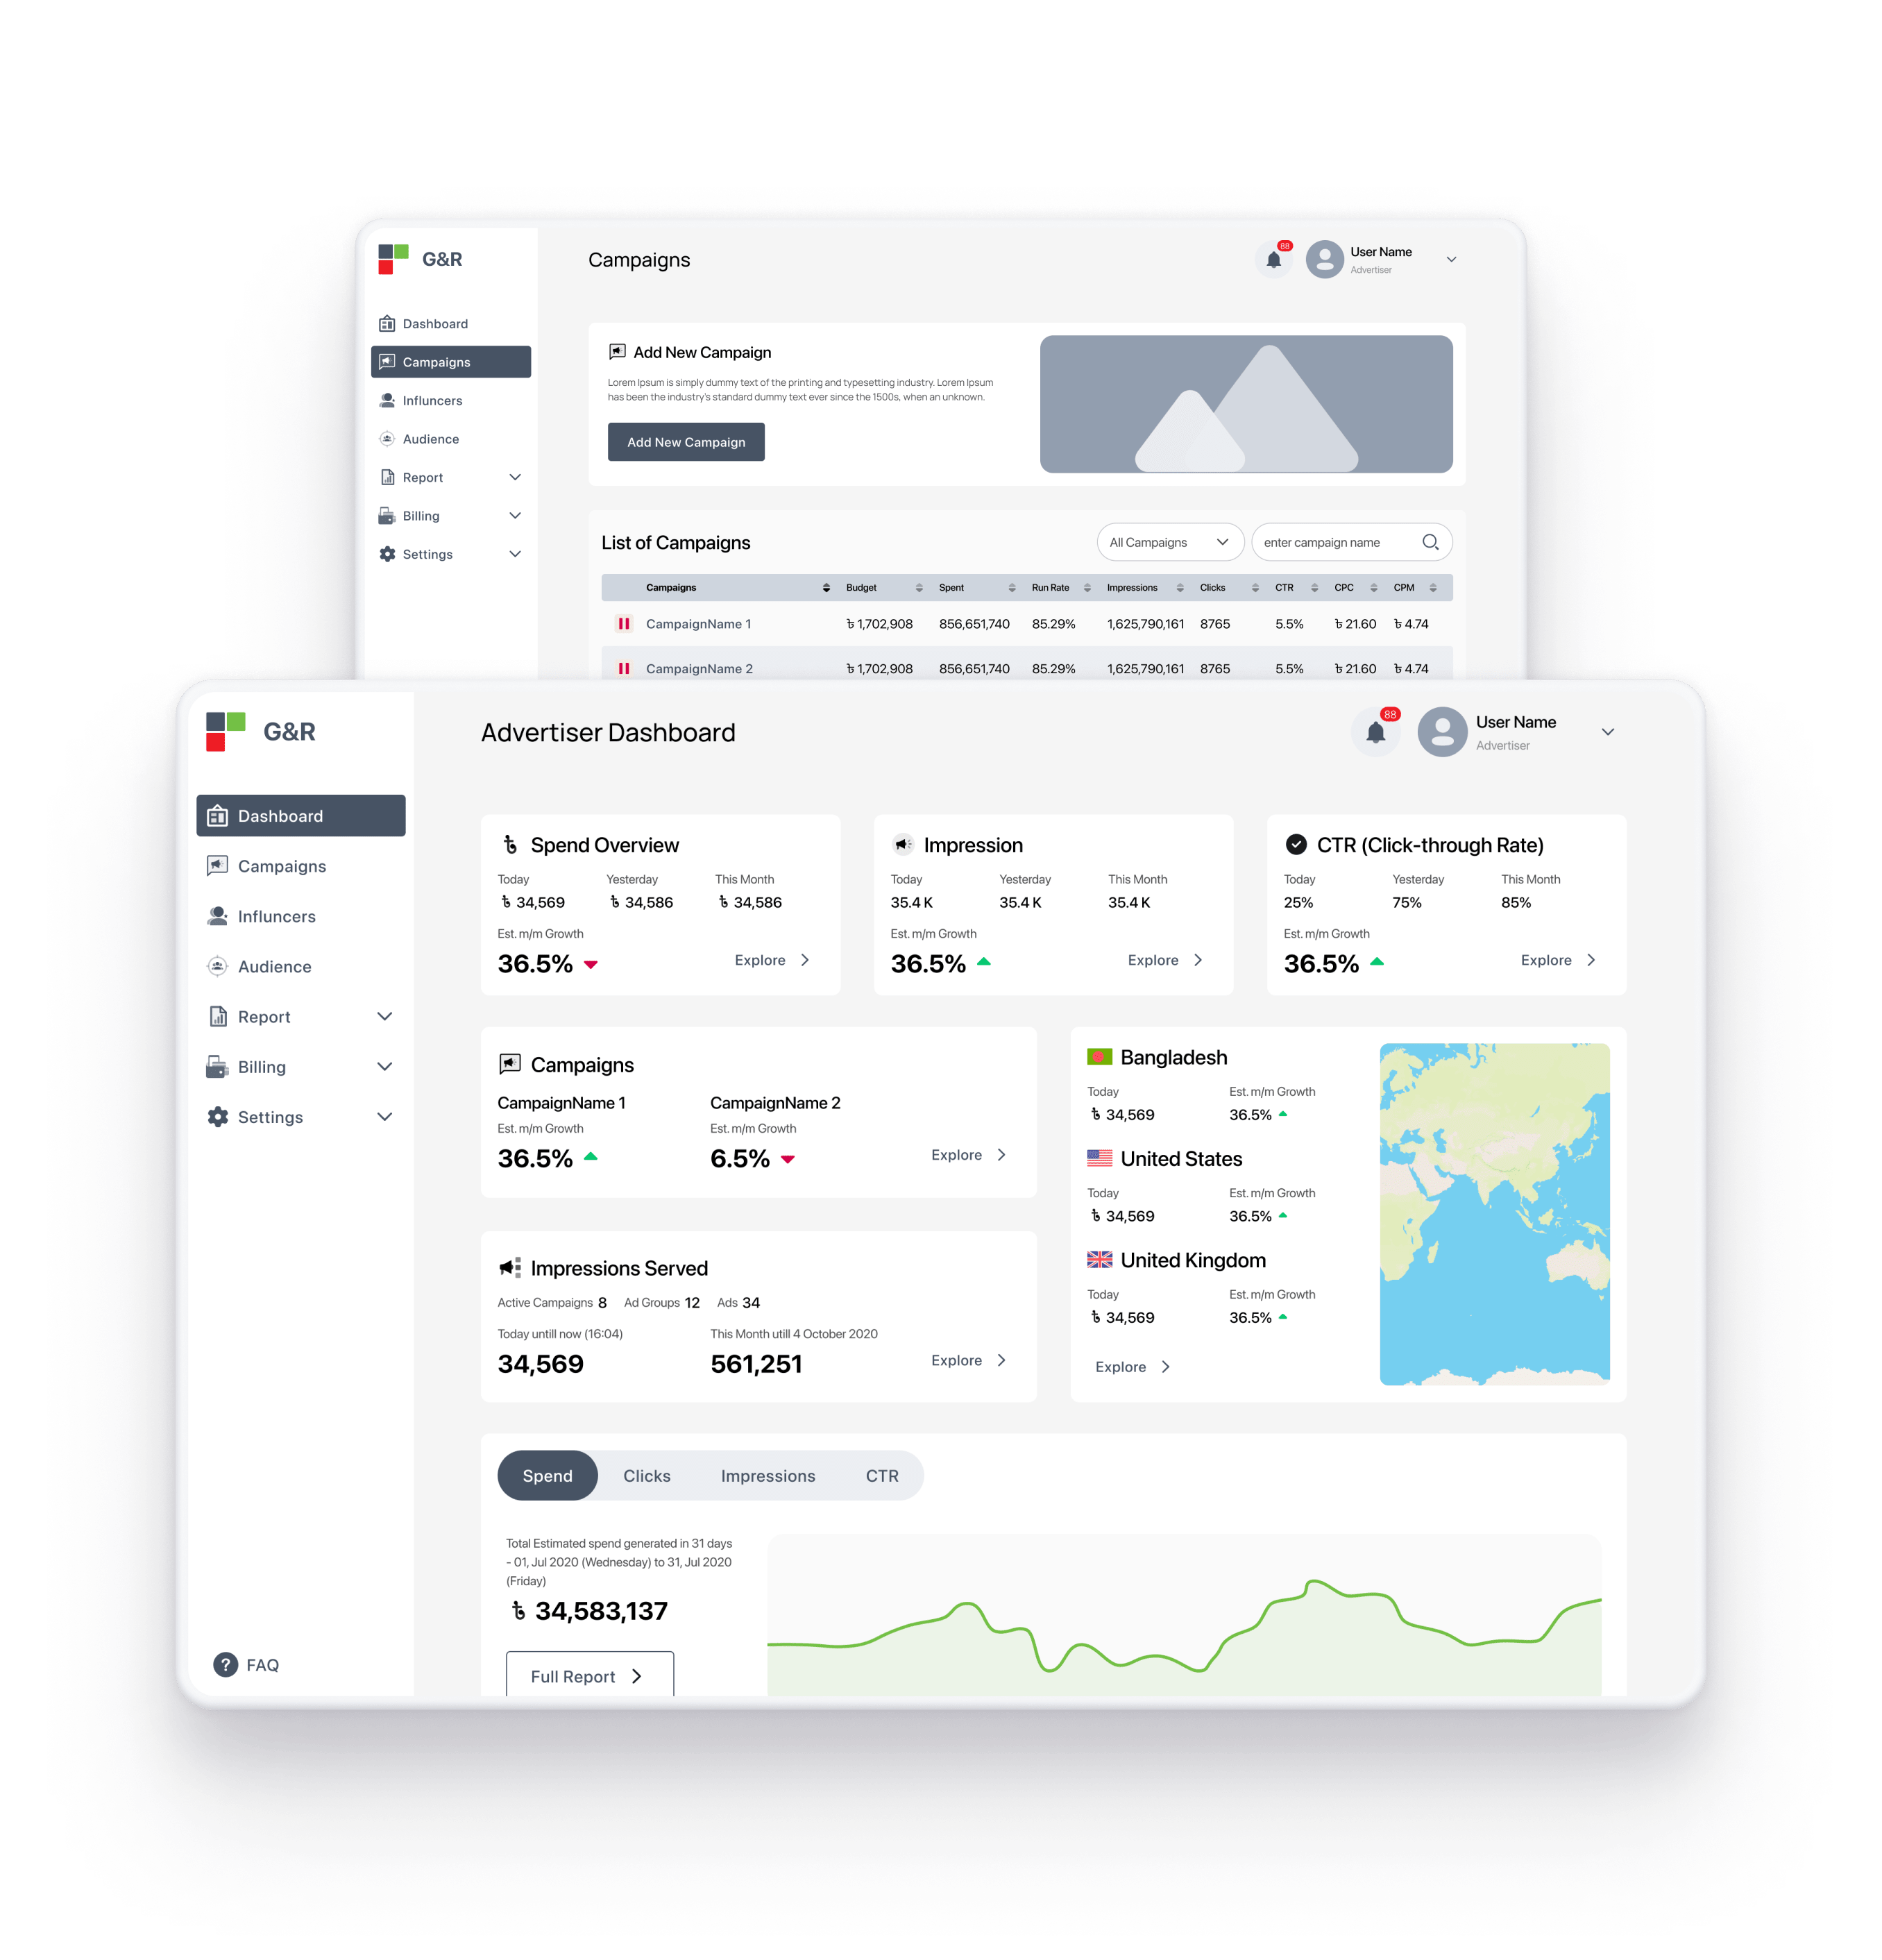 G&R
Campaigns
88
User Name
Advertiser
Dashboard
Campaigns
Influncers
Audience
Report
Billing
Settings
Add New Campaign
Lorem Ipsum is simply dummy text of the printing and typesetting industry. Lorem Ipsum
has been the industry's standard dummy text ever since the 1500s, when an unknown.
Add New Campaign
List of Campaigns
All Campaigns
enter campaign name
Campaigns Budget Spent Run Rate Impressions Clicks CTR CPC CPM
CampaignName 1 ৳ 1,702,908 856,651,740 85.29% 1,625,790,161 8765 5.5% ৳ 21.60 ৳ 4.74
CampaignName 2 ৳ 1,702,908 856,651,740 85.29% 1,625,790,161 8765 5.5% ৳ 21.60 ৳ 4.74
G&R
Advertiser Dashboard
88
User Name
Advertiser
Dashboard
Campaigns
Influncers
Audience
Report
Billing
Settings
FAQ
৳ Spend Overview
Today Yesterday This Month
৳ 34,569 ৳ 34,586 ৳ 34,586
Est. m/m Growth
36.5%
Explore
Impression
Today Yesterday This Month
35.4 K 35.4 K 35.4 K
Est. m/m Growth
36.5%
Explore
CTR (Click-through Rate)
Today Yesterday This Month
25% 75% 85%
Est. m/m Growth
36.5%
Explore
Campaigns
CampaignName 1 CampaignName 2
Est. m/m Growth Est. m/m Growth
36.5% 6.5%
Explore
Impressions Served
Active Campaigns 8 Ad Groups 12 Ads 34
Today untill now (16:04) This Month utill 4 October 2020
34,569 561,251
Explore
Bangladesh
Today Est. m/m Growth
৳ 34,569 36.5%
United States
Today Est. m/m Growth
৳ 34,569 36.5%
United Kingdom
Today Est. m/m Growth
৳ 34,569 36.5%
Explore
Spend Clicks Impressions CTR
Total Estimated spend generated in 31 days
- 01, Jul 2020 (Wednesday) to 31, Jul 2020
(Friday)
৳ 34,583,137
Full Report